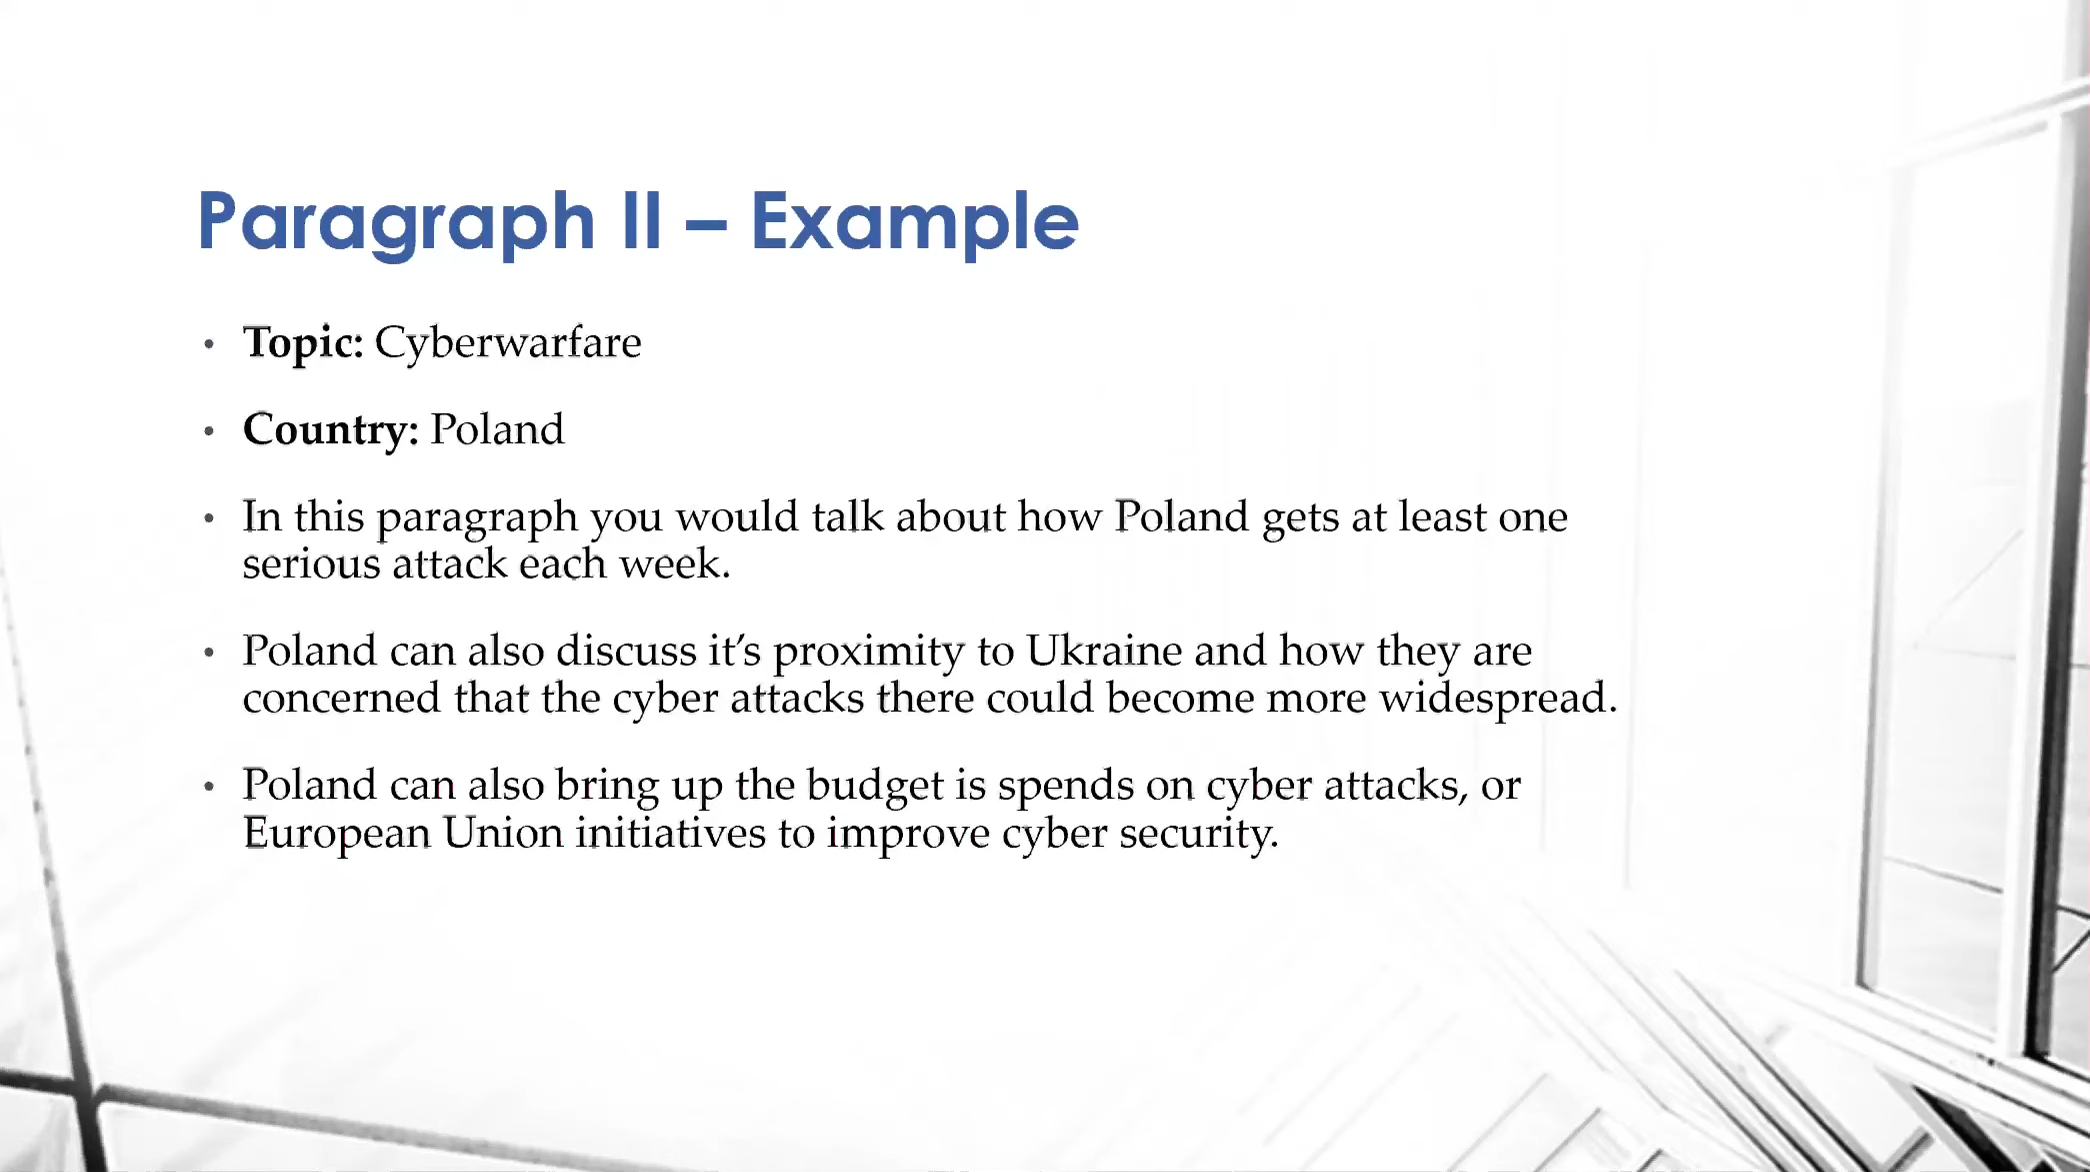 Paragraph II – Example
• Topic: Cyberwarfare
• Country: Poland
• In this paragraph you would talk about how Poland gets at least one
serious attack each week.
• Poland can also discuss it’s proximity to Ukraine and how they are
concerned that the cyber attacks there could become more widespread.
• Poland can also bring up the budget is spends on cyber attacks, or
European Union initiatives to improve cyber security.